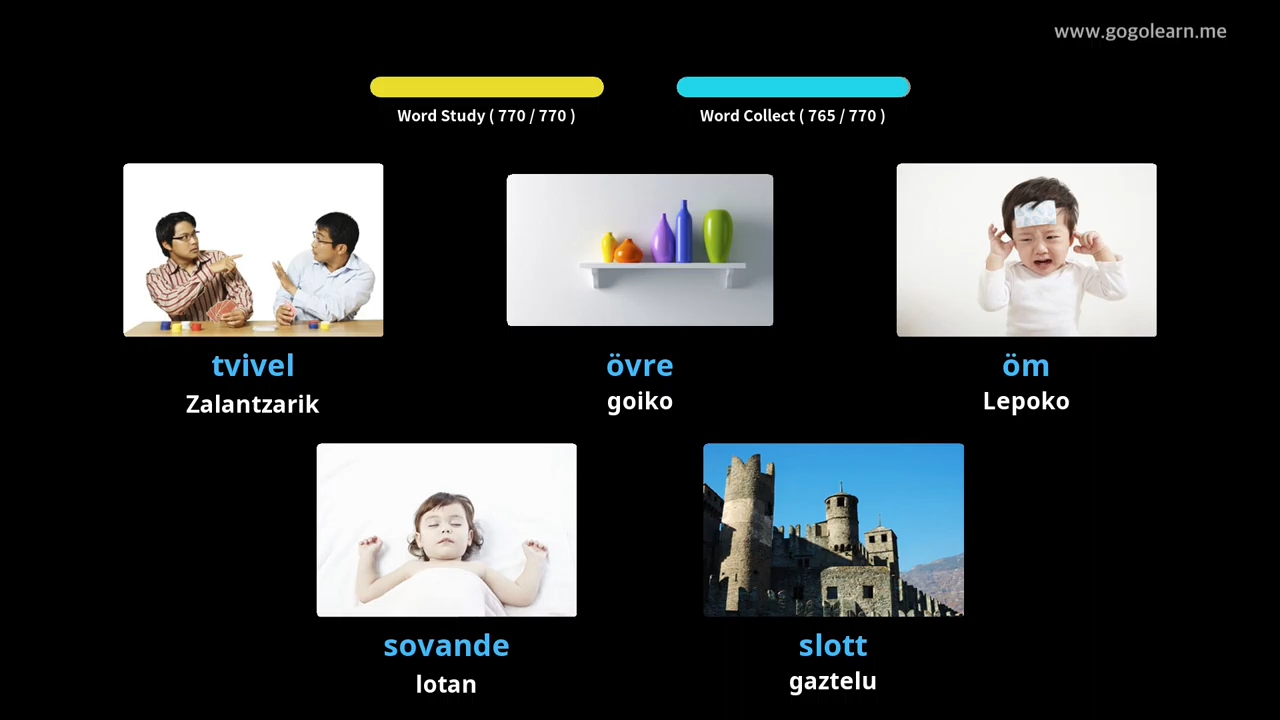 www.gogolearn.me
Word Study ( 770 / 770 )
Word Collect ( 765 / 770 )
tvivel
Zalantzarik
övre
goiko
öm
Lepoko
sovande
lotan
slott
gaztelu